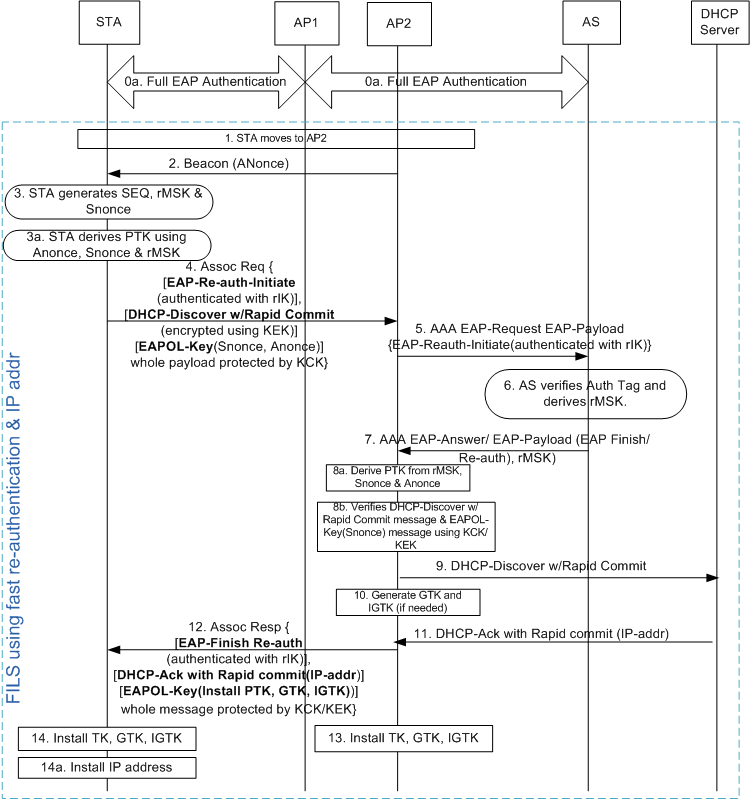 STA
AP1
AP2
AS
DHCP
Server
0a. Full EAP Authentication
0a. Full EAP Authentication
1. STA moves to AP2
2. Beacon (ANonce)
3. STA generates SEQ, rMSK &
Snonce
3a. STA derives PTK using
Anonce, Snonce & rMSK
4. Assoc Req {
[EAP-Re-auth-Initiate
(authenticated with rIK)],
[DHCP-Discover w/Rapid Commit
(encrypted using KEK)]
[EAPOL-Key(Snonce, Anonce)]
whole payload protected by KCK}
5. AAA EAP-Request EAP-Payload
{EAP-Reauth-Initiate(authenticated with rIK)}
6. AS verifies Auth Tag and
derives rMSK.
7. AAA EAP-Answer/ EAP-Payload (EAP Finish/
Re-auth), rMSK)
8a. Derive PTK from rMSK,
Snonce & Anonce
8b. Verifies DHCP-Discover w/
Rapid Commit message & EAPOL-
Key(Snonce) message using KCK/
KEK
9. DHCP-Discover w/Rapid Commit
10. Generate GTK and
IGTK (if needed)
11. DHCP-Ack with Rapid commit (IP-addr)
12. Assoc Resp {
[EAP-Finish Re-auth
(authenticated with rIK)],
[DHCP-Ack with Rapid commit(IP-addr)]
[EAPOL-Key(Install PTK, GTK, IGTK))]
whole message protected by KCK/KEK}
13. Install TK, GTK, IGTK
14. Install TK, GTK, IGTK
14a. Install IP address
FILS using fast re-authentication & IP addr